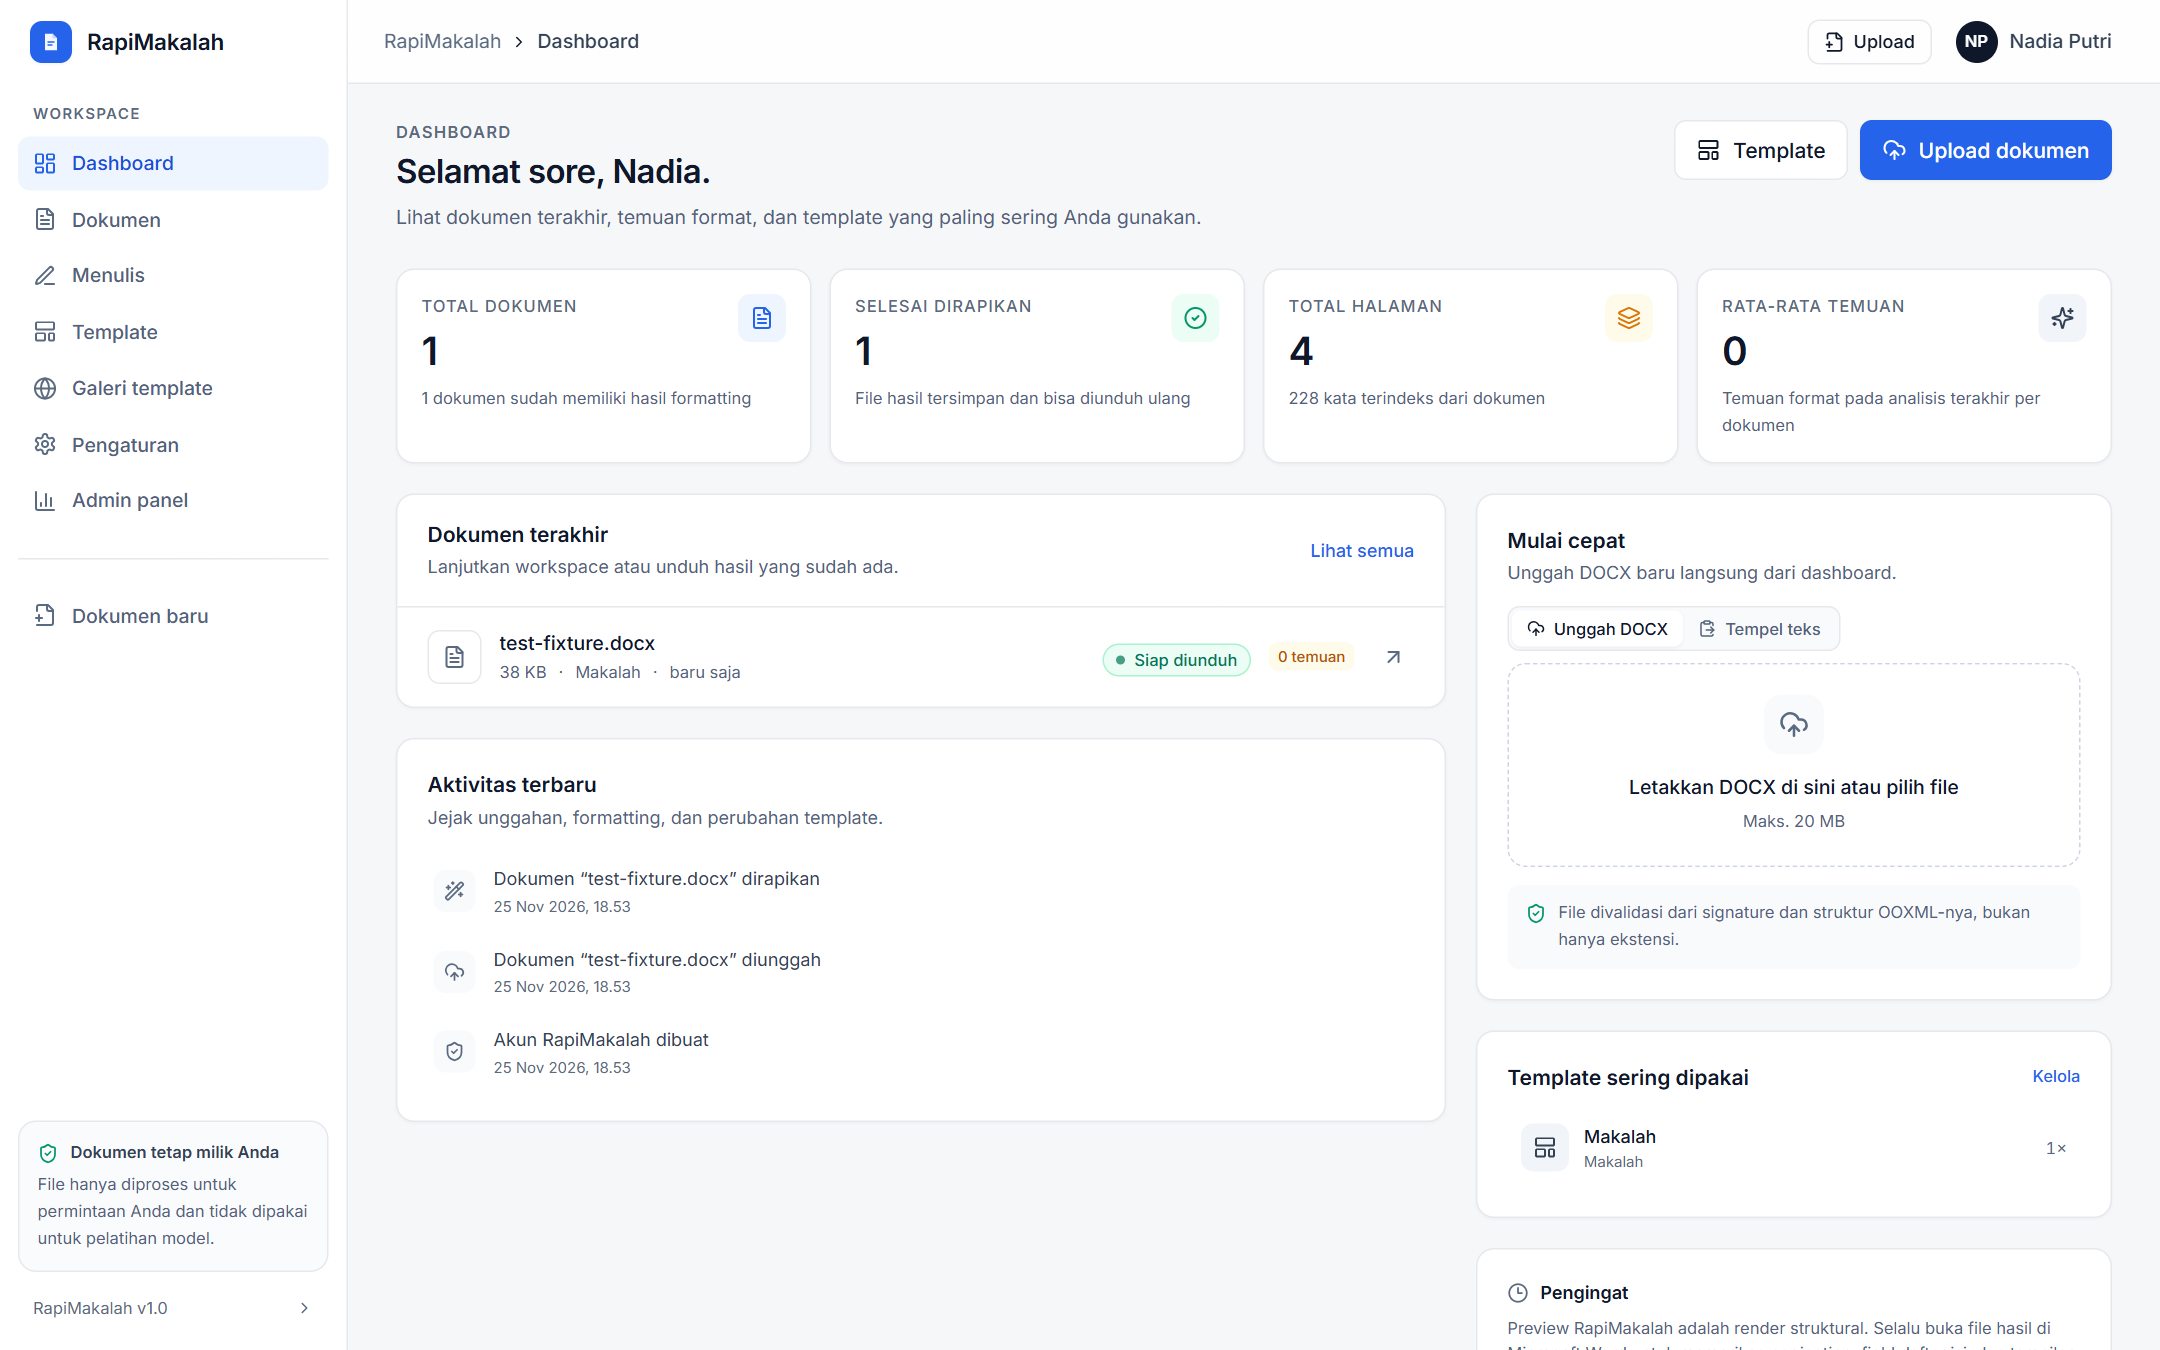 RapiMakalah
WORKSPACE
Dashboard
Dokumen
Menulis
Template
Galeri template
Pengaturan
Admin panel
Dokumen baru
Dokumen tetap milik Anda
File hanya diproses untuk
permintaan Anda dan tidak dipakai
untuk pelatihan model.
RapiMakalah v1.0
RapiMakalah › Dashboard
Upload
NP
Nadia Putri
DASHBOARD
Selamat sore, Nadia.
Lihat dokumen terakhir, temuan format, dan template yang paling sering Anda gunakan.
Template
Upload dokumen
TOTAL DOKUMEN
1
1 dokumen sudah memiliki hasil formatting
SELESAI DIRAPIKAN
1
File hasil tersimpan dan bisa diunduh ulang
TOTAL HALAMAN
4
228 kata terindeks dari dokumen
RATA-RATA TEMUAN
0
Temuan format pada analisis terakhir per
dokumen
Dokumen terakhir
Lanjutkan workspace atau unduh hasil yang sudah ada.
Lihat semua
test-fixture.docx
38 KB · Makalah · baru saja
Siap diunduh
0 temuan
Aktivitas terbaru
Jejak unggahan, formatting, dan perubahan template.
Dokumen “test-fixture.docx” dirapikan
25 Nov 2026, 18.53
Dokumen “test-fixture.docx” diunggah
25 Nov 2026, 18.53
Akun RapiMakalah dibuat
25 Nov 2026, 18.53
Mulai cepat
Unggah DOCX baru langsung dari dashboard.
Unggah DOCX
Tempel teks
Letakkan DOCX di sini atau pilih file
Maks. 20 MB
File divalidasi dari signature dan struktur OOXML-nya, bukan
hanya ekstensi.
Template sering dipakai
Kelola
Makalah
Makalah
1×
Pengingat
Preview RapiMakalah adalah render struktural. Selalu buka file hasil di